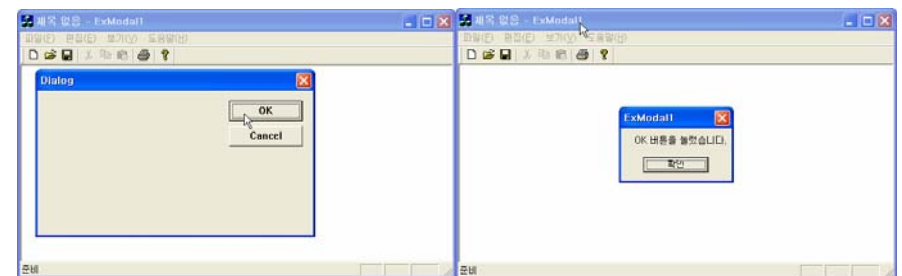 제목 없음 - ExModal1
파일(F) 편집(E) 보기(V) 도움말(H)
Dialog
OK
Cancel
준비
제목 없음 - ExModal1
파일(F) 편집(E) 보기(V) 도움말(H)
ExModal1
OK 버튼을 눌렀습니다.
확인
준비